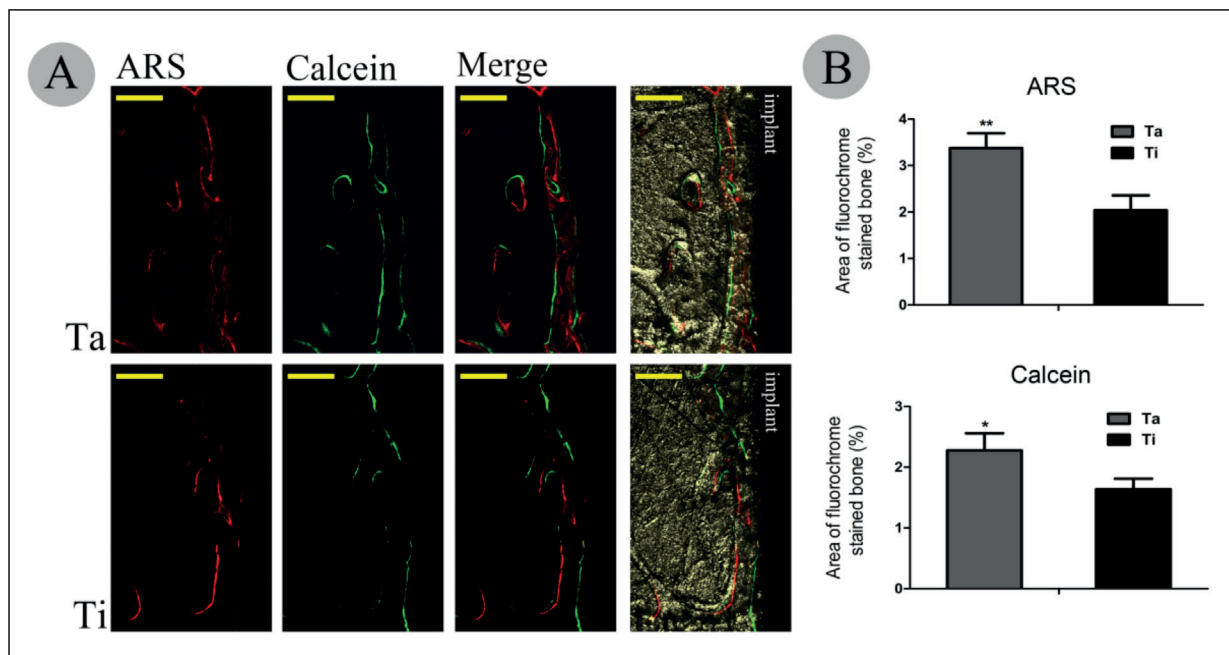 A
ARS
Calcein
Merge
implant
Ta
implant
Ti
B
ARS
Area of fluorochrome
stained bone (%)
4
3
2
1
0
**
Ta
Ti
Calcein
Area of fluorochrome
stained bone (%)
3
2
1
0
*
Ta
Ti